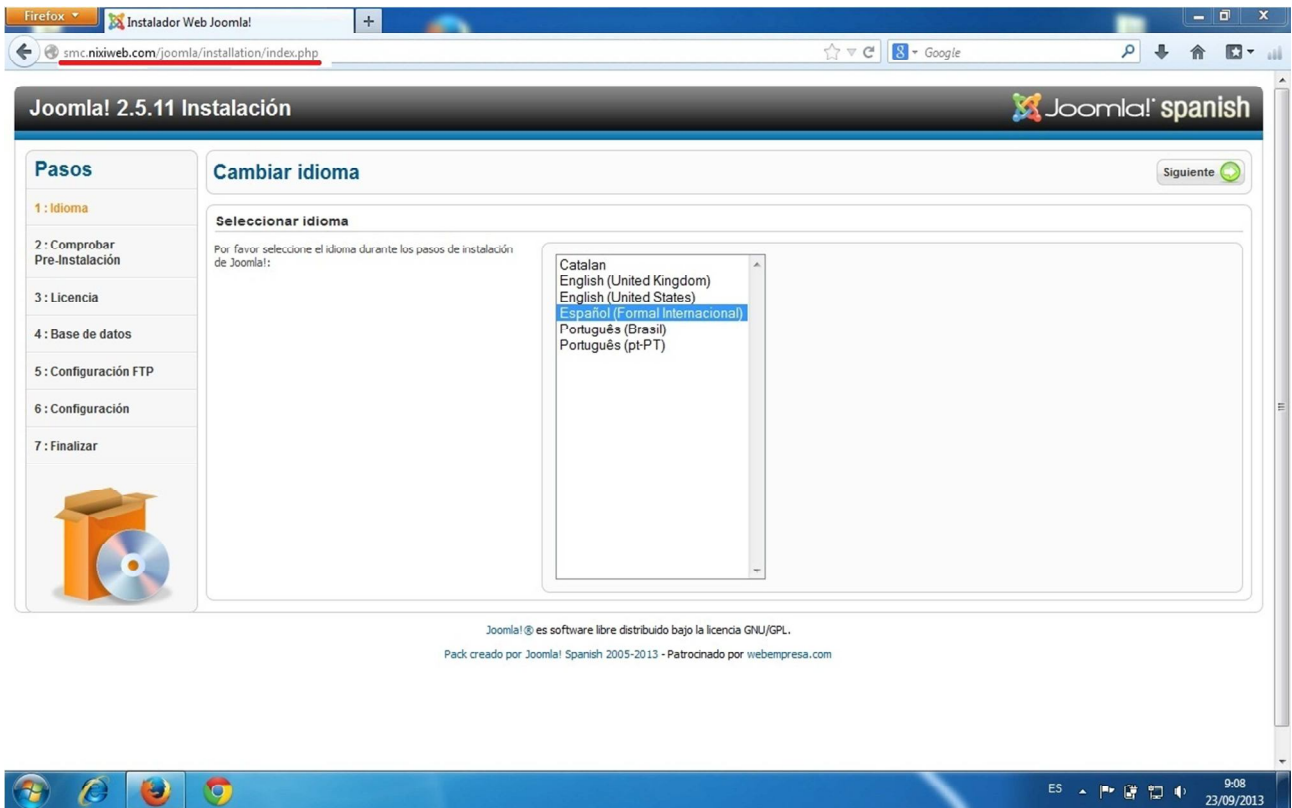 Firefox
Instalador Web Joomla!
smc.nixiweb.com/joomla/installation/index.php
Google
Joomla! 2.5.11 Instalación
Joomla! spanish
Pasos
1 : Idioma
2 : Comprobar
Pre-Instalación
3 : Licencia
4 : Base de datos
5 : Configuración FTP
6 : Configuración
7 : Finalizar
Cambiar idioma
Siguiente
Seleccionar idioma
Por favor seleccione el idioma durante los pasos de instalación
de Joomla!:
Catalan
English (United Kingdom)
English (United States)
Español (Formal Internacional)
Português (Brasil)
Português (pt-PT)
Joomla!® es software libre distribuido bajo la licencia GNU/GPL.
Pack creado por Joomla! Spanish 2005-2013 - Patrocinado por webempresa.com
ES
9:08
23/09/2013